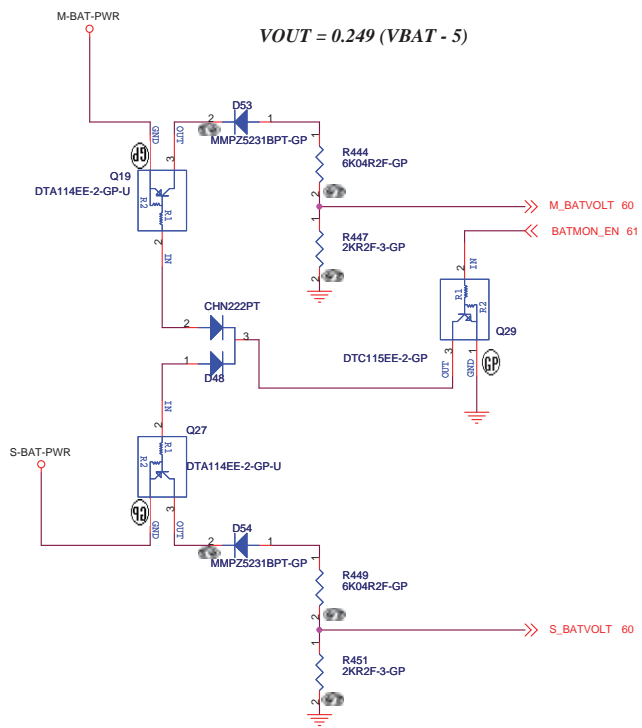 M-BAT-PWR
VOUT = 0.249 (VBAT - 5)
D53
2
1
MMPZ5231BPT-GP
GND
OUT
1
3
GP
Q19
DTA114EE-2-GP-U
R2
R1
2
IN
1
R444
6K04R2F-GP
2
M_BATVOLT 60
1
R447
2KR2F-3-GP
2
BATMON_EN 61
2
IN
R1
R2
Q29
DTC115EE-2-GP
OUT
3
GND
1
GP
CHN222PT
2
3
1
D48
IN
2
Q27
R1
R2
DTA114EE-2-GP-U
S-BAT-PWR
GP
1
GND
3
OUT
D54
2
1
MMPZ5231BPT-GP
1
R449
6K04R2F-GP
2
S_BATVOLT 60
1
R451
2KR2F-3-GP
2